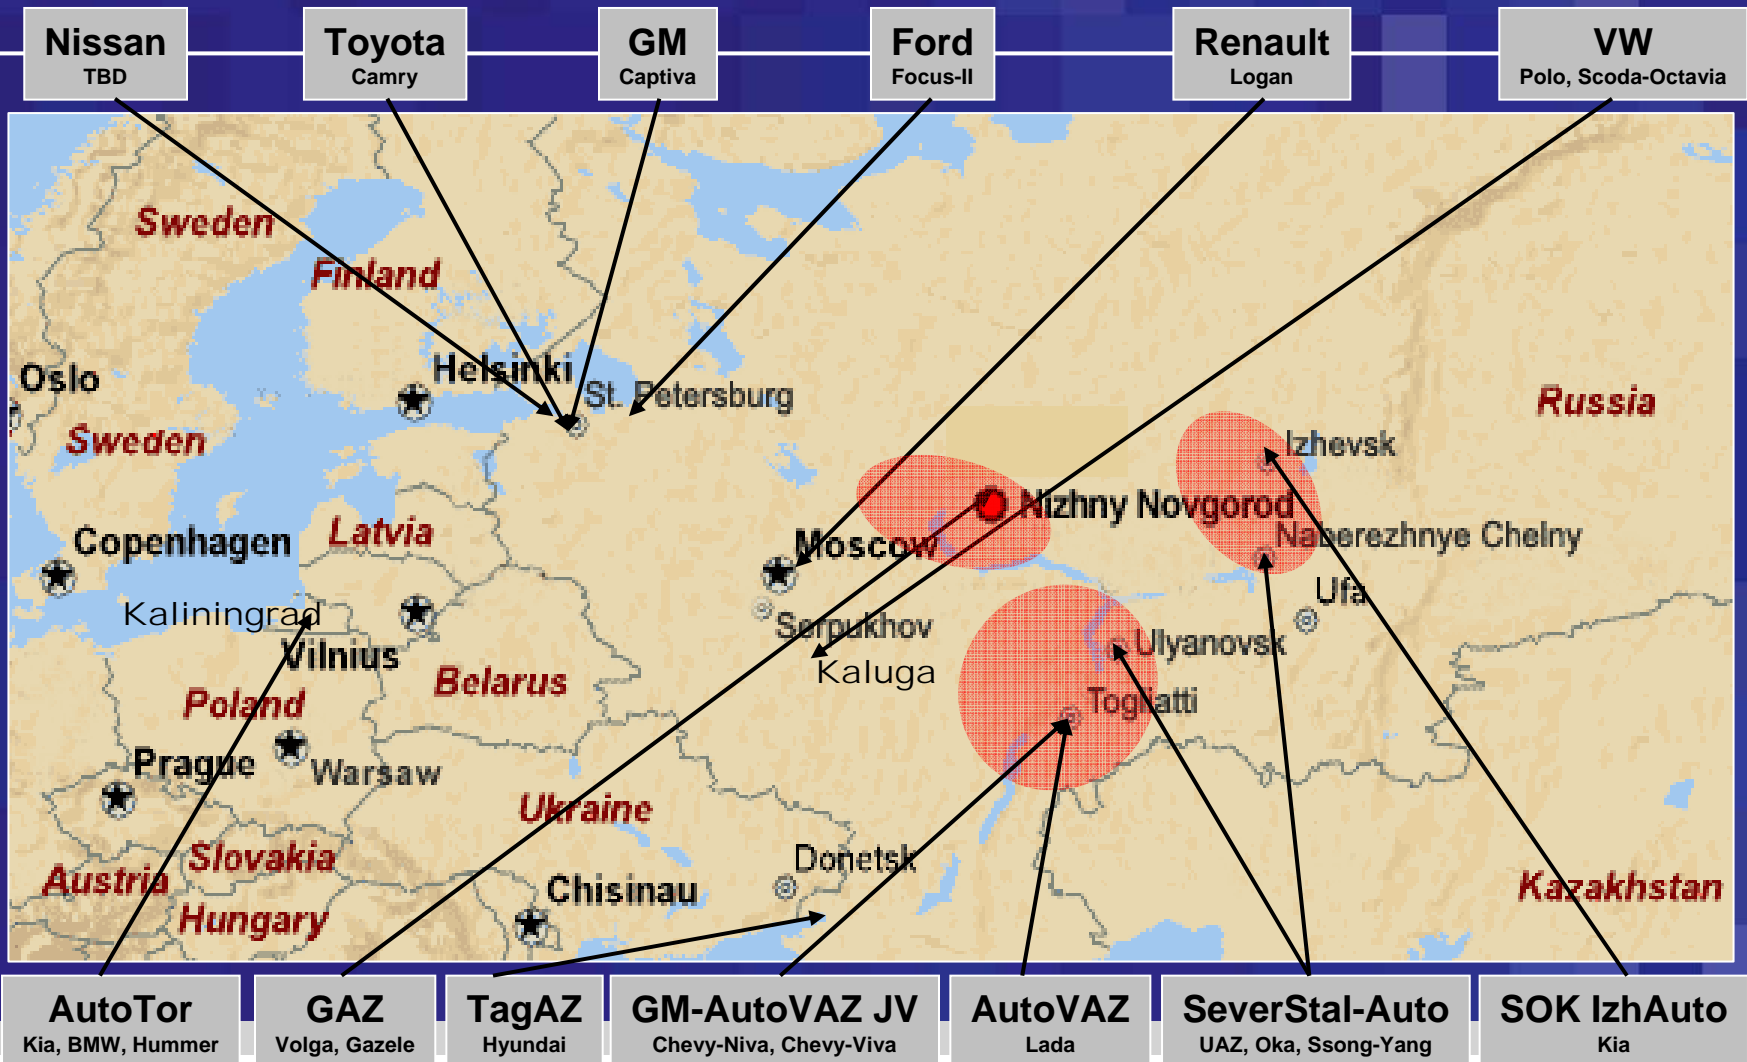 Nissan
TBD
Toyota
Camry
GM
Captiva
Ford
Focus-II
Renault
Logan
VW
Polo, Scoda-Octavia
Sweden
Finland
Oslo
Helsinki
St. Petersburg
Russia
Sweden
Izhevsk
Nizhny Novgorod
Latvia
Copenhagen
Moscow
Naberezhnye Chelny
Kaliningrad
Ufa
Serpukhov
Ulyanovsk
Vilnius
Kaluga
Belarus
Poland
Togliatti
Prague
Warsaw
Ukraine
Slovakia
Donetsk
Austria
Chisinau
Kazakhstan
Hungary
AutoTor
Kia, BMW, Hummer
GAZ
Volga, Gazele
TagAZ
Hyundai
GM-AutoVAZ JV
Chevy-Niva, Chevy-Viva
AutoVAZ
Lada
SeverStal-Auto
UAZ, Oka, Ssong-Yang
SOK IzhAuto
Kia